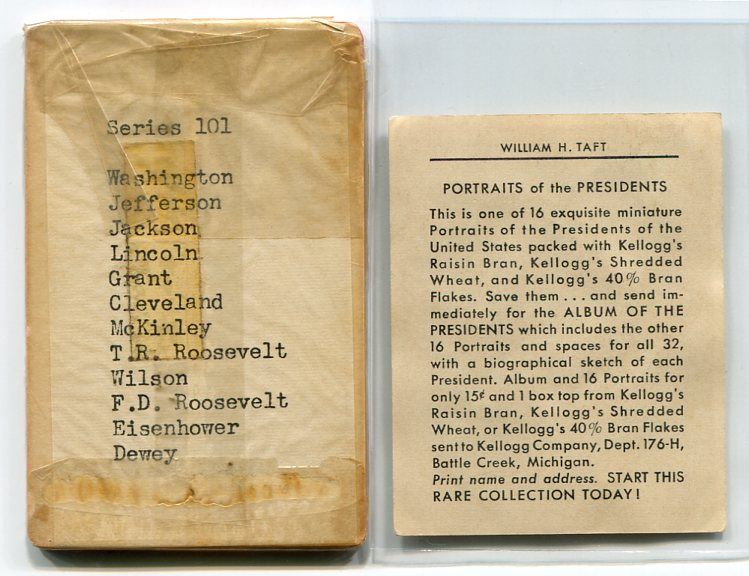 Series 101
Washington
Jefferson
Jackson
Lincoln
Grant
Cleveland
McKinley
T.R. Roosevelt
Wilson
F.D. Roosevelt
Eisenhower
Dewey
WILLIAM H. TAFT
PORTRAITS of the PRESIDENTS
This is one of 16 exquisite miniature
Portraits of the Presidents of the
United States packed with Kellogg's
Raisin Bran, Kellogg's Shredded
Wheat, and Kellogg's 40% Bran
Flakes. Save them . . . and send im-
mediately for the ALBUM OF THE
PRESIDENTS which includes the other
16 Portraits and spaces for all 32,
with a biographical sketch of each
President. Album and 16 Portraits for
only 15¢ and 1 box top from Kellogg's
Raisin Bran, Kellogg's Shredded
Wheat, or Kellogg's 40% Bran Flakes
sent to Kellogg Company, Dept. 176-H,
Battle Creek, Michigan.
Print name and address. START THIS
RARE COLLECTION TODAY!